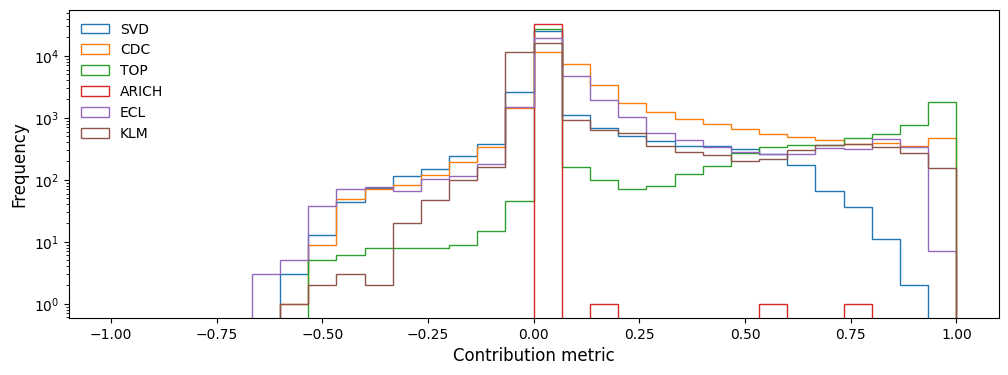 SVD
CDC
TOP
ARICH
ECL
KLM
Frequency
10⁴
10³
10²
10¹
10⁰
−1.00 −0.75 −0.50 −0.25 0.00 0.25 0.50 0.75 1.00
Contribution metric